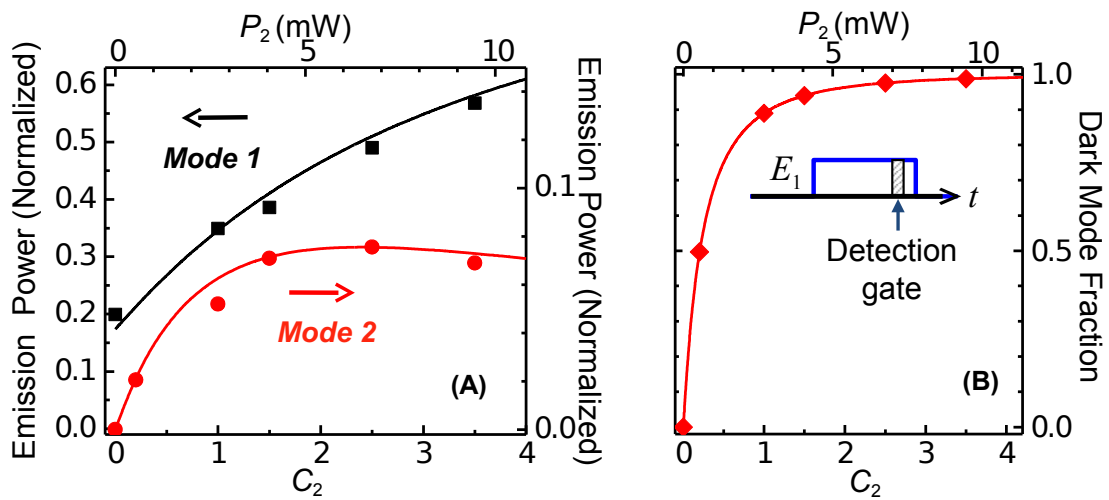 P2 (mW)
0 5 10
Emission Power (Normalized)
0.6
0.5
0.4
0.3
0.2
0.1
0.0
Mode 1
Mode 2
(A)
0.1
0.0
Emission Power (Normalized)
0 1 2 3 4
C2
P2 (mW)
0 5 10
1.0
0.5
0.0
Dark Mode Fraction
E1
t
Detection
gate
(B)
0 1 2 3 4
C2